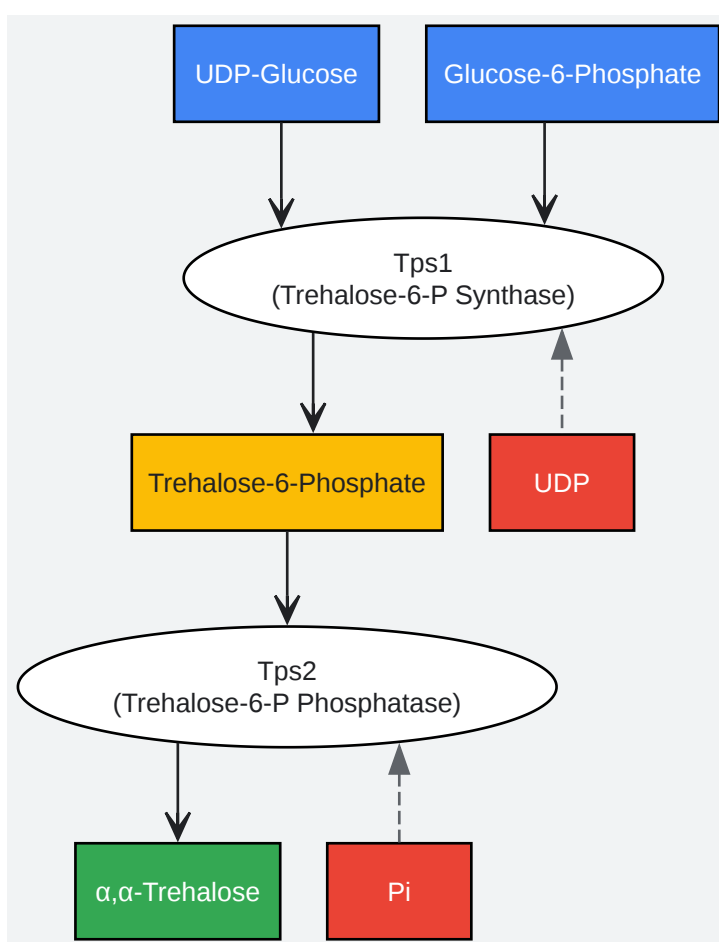 UDP-Glucose
Glucose-6-Phosphate
Tps1
(Trehalose-6-P Synthase)
Trehalose-6-Phosphate
UDP
Tps2
(Trehalose-6-P Phosphatase)
α,α-Trehalose
Pi